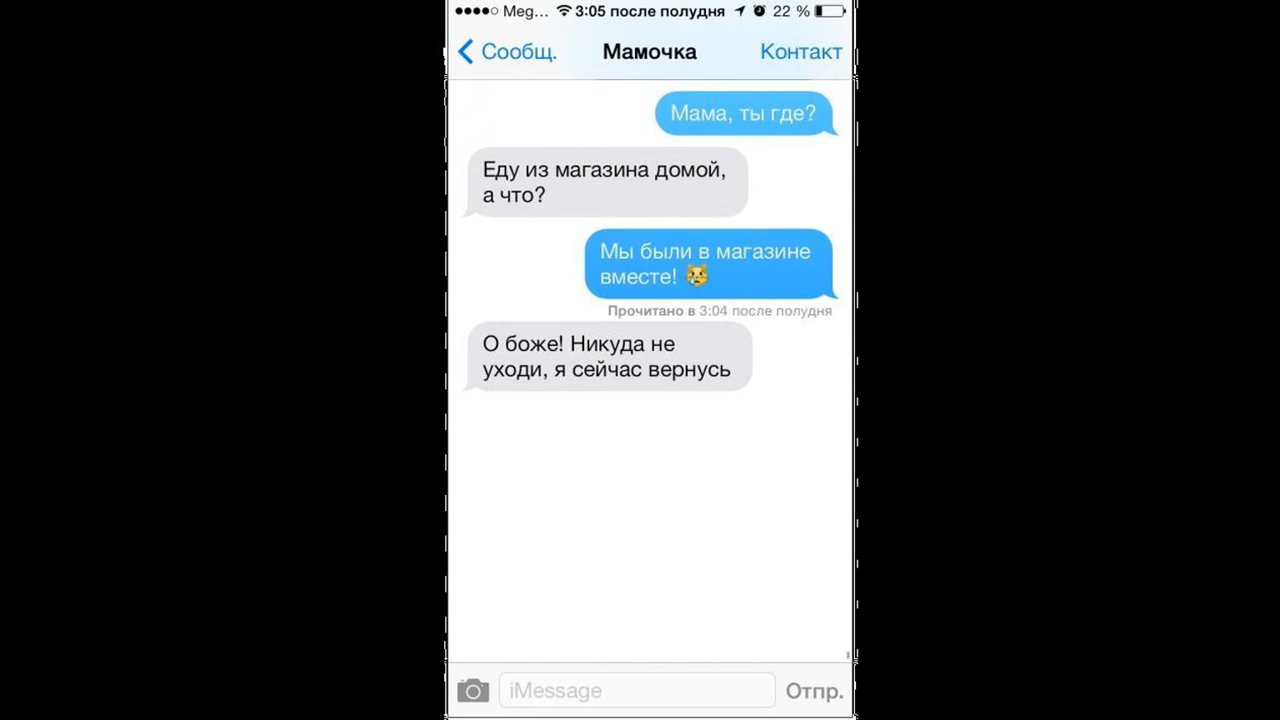 Meg... 3:05 после полудня 22 %
Сообщ. Мамочка Контакт
Мама, ты где?
Еду из магазина домой,
а что?
Мы были в магазине
вместе! 😿
Прочитано в 3:04 после полудня
О боже! Никуда не
уходи, я сейчас вернусь
iMessage Отпр.